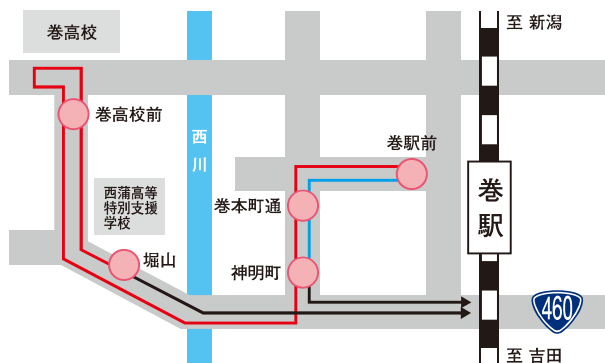 巻高校
至 新潟
巻高校前
西川
巻駅前
西蒲高等
特別支援
学校
巻本町通
巻駅
堀山
神明町
460
至 吉田